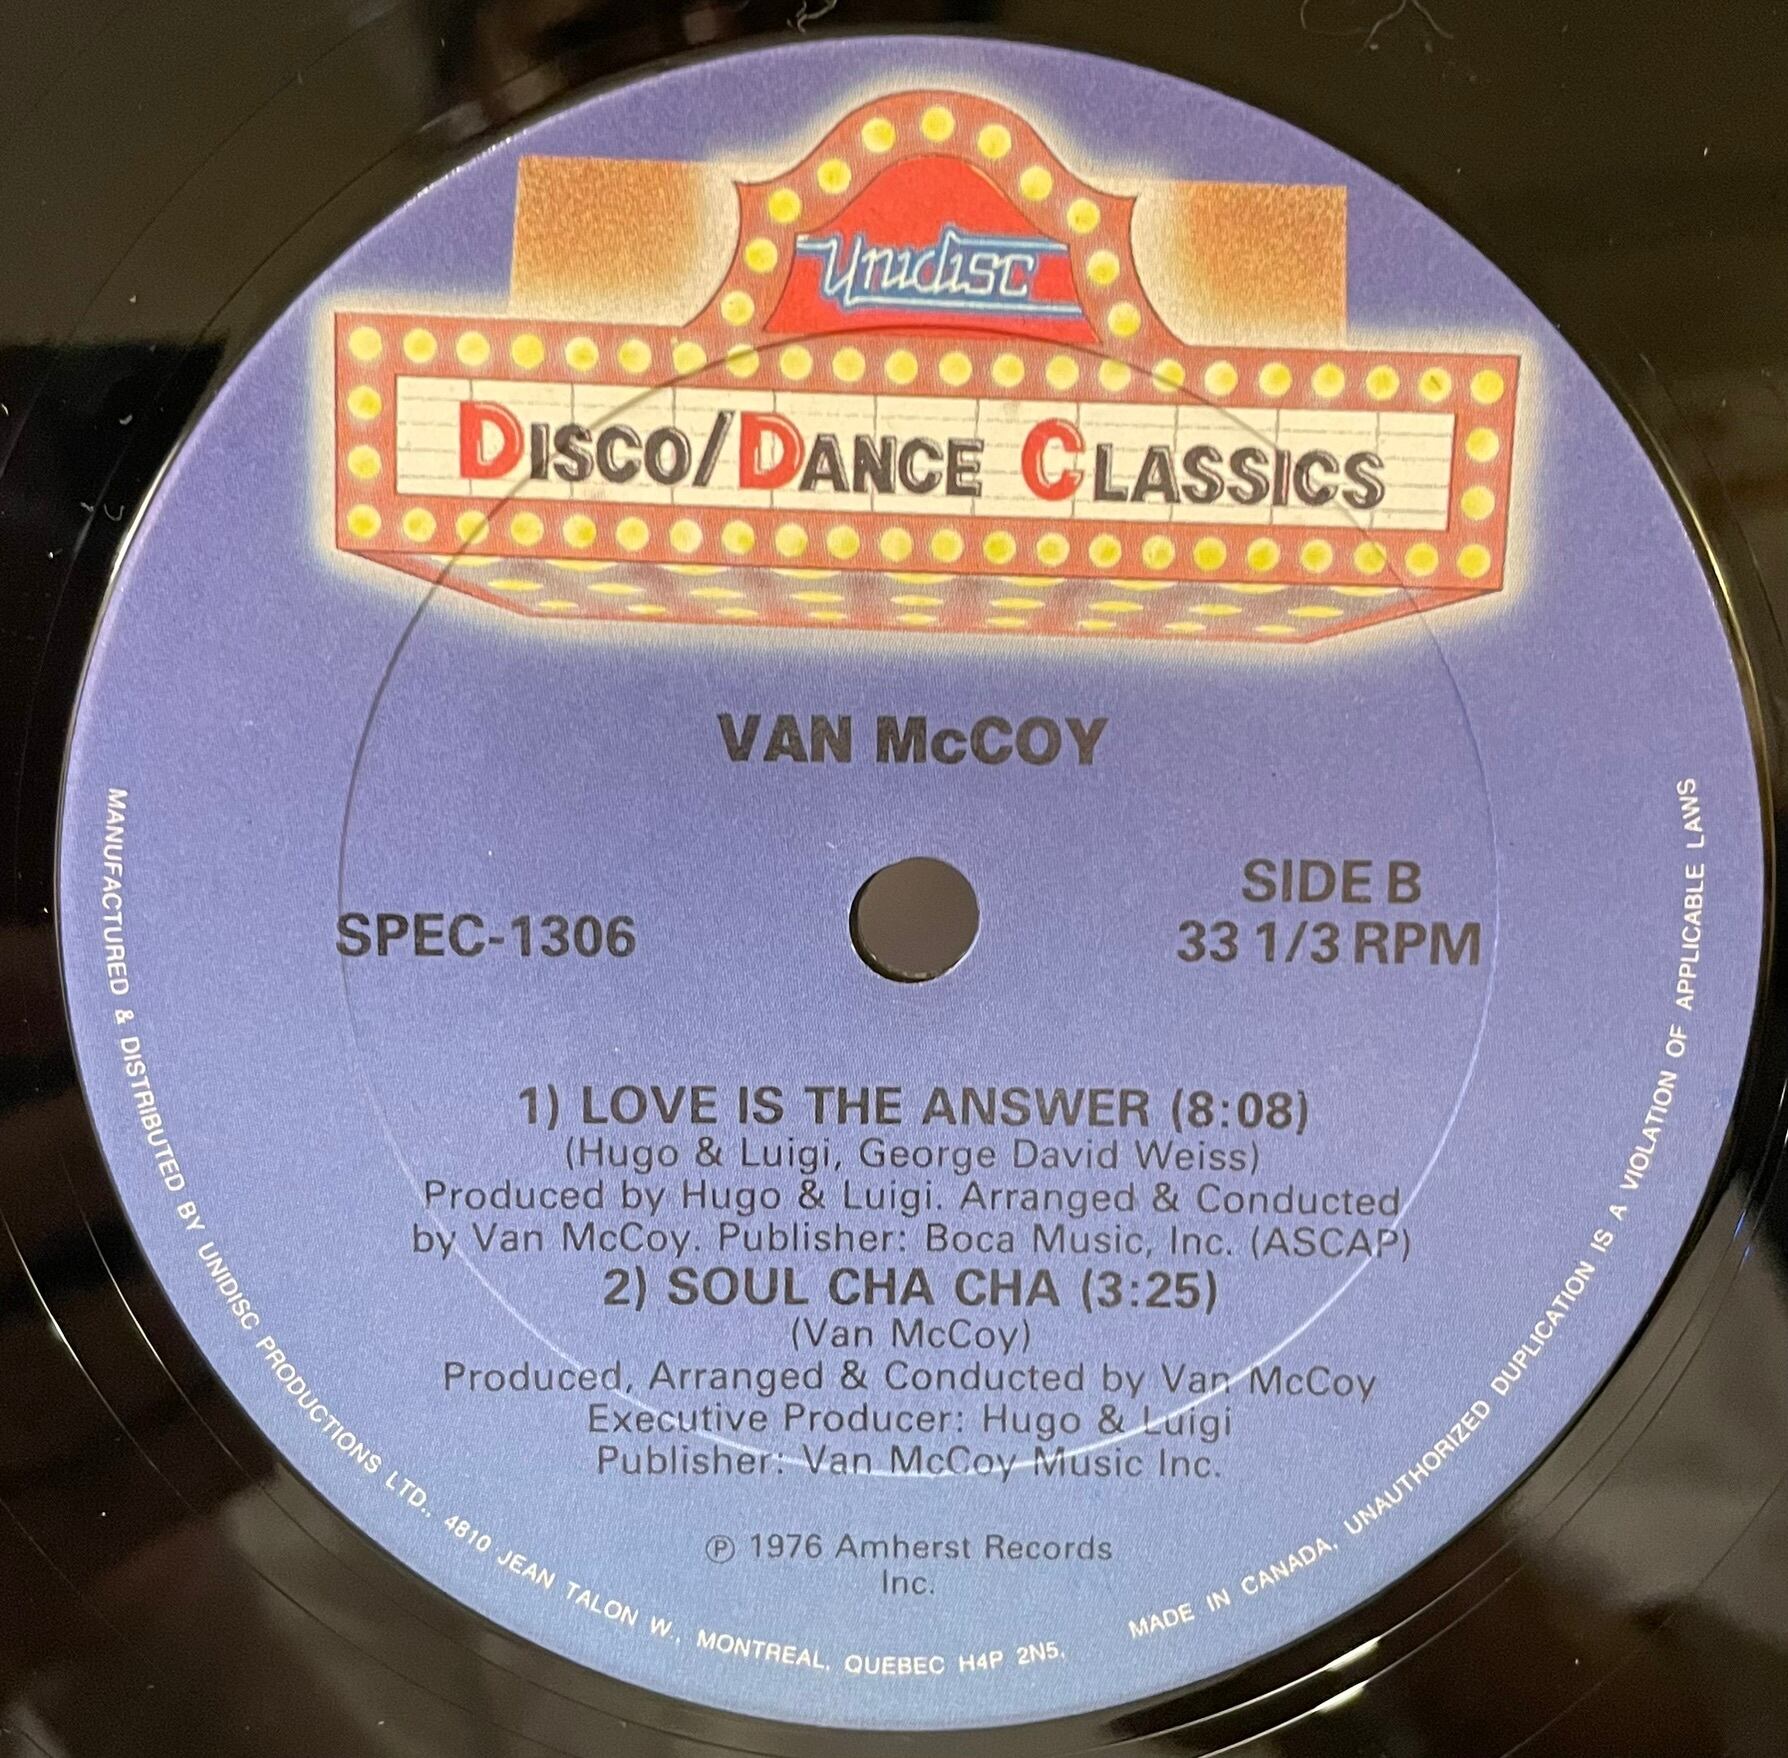 Unidisc
DISCO/DANCE CLASSICS
VAN McCOY
SPEC-1306
SIDE B
33 1/3 RPM
1) LOVE IS THE ANSWER (8:08)
(Hugo & Luigi, George David Weiss)
Produced by Hugo & Luigi. Arranged & Conducted
by Van McCoy. Publisher: Boca Music, Inc. (ASCAP)
2) SOUL CHA CHA (3:25)
(Van McCoy)
Produced, Arranged & Conducted by Van McCoy
Executive Producer: Hugo & Luigi
Publisher: Van McCoy Music Inc.
℗ 1976 Amherst Records
Inc.
MANUFACTURED & DISTRIBUTED BY UNIDISC PRODUCTIONS LTD., 4810 JEAN TALON W., MONTREAL, QUEBEC H4P 2N5, MADE IN CANADA, UNAUTHORIZED DUPLICATION IS A VIOLATION OF APPLICABLE LAWS